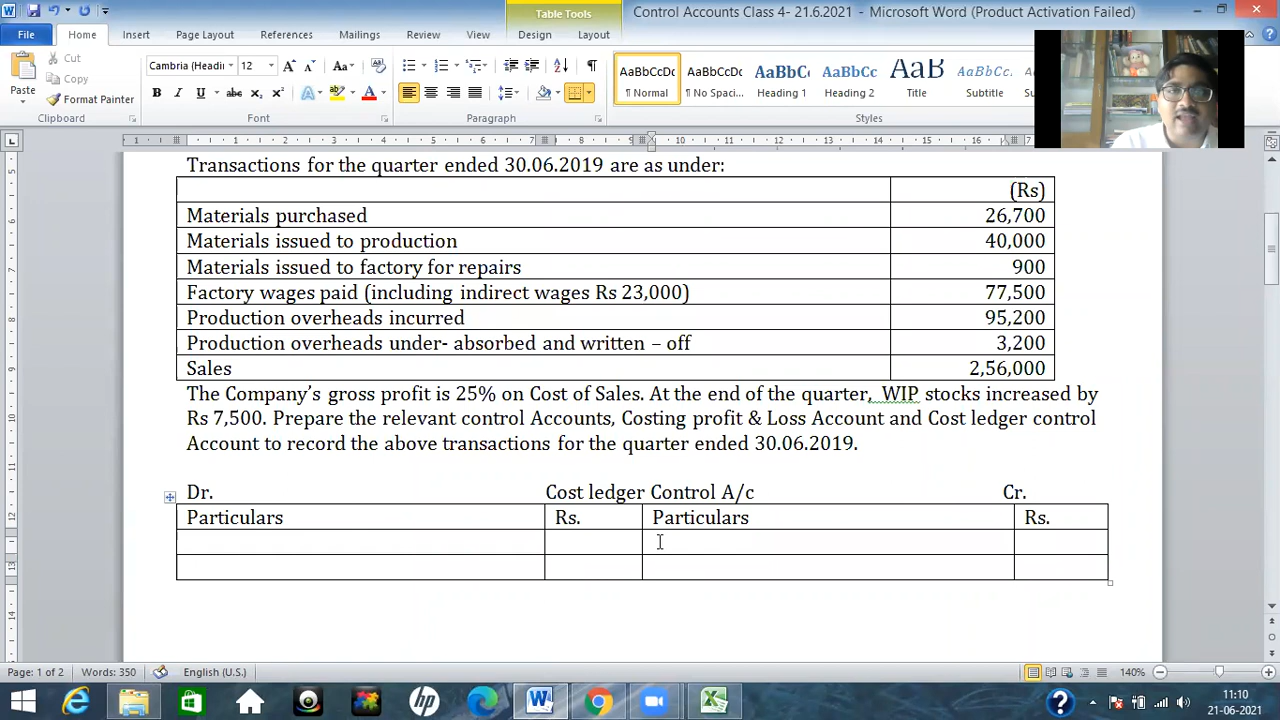 Table Tools
Control Accounts Class 4- 21.6.2021 - Microsoft Word (Product Activation Failed)
File Home Insert Page Layout References Mailings Review View Design Layout
Paste
Cut
Copy
Format Painter
Clipboard
Cambria (Headi 12
Font
Paragraph
AaBbCcDc AaBbCcDc AaBbC AaBbCc AaB AaBbCc.
¶ Normal ¶ No Spaci... Heading 1 Heading 2 Title Subtitle
Styles
Transactions for the quarter ended 30.06.2019 are as under:
(Rs)
Materials purchased 26,700
Materials issued to production 40,000
Materials issued to factory for repairs 900
Factory wages paid (including indirect wages Rs 23,000) 77,500
Production overheads incurred 95,200
Production overheads under- absorbed and written – off 3,200
Sales 2,56,000
The Company's gross profit is 25% on Cost of Sales. At the end of the quarter, WIP stocks increased by
Rs 7,500. Prepare the relevant control Accounts, Costing profit & Loss Account and Cost ledger control
Account to record the above transactions for the quarter ended 30.06.2019.
Dr. Cost ledger Control A/c Cr.
Particulars Rs. Particulars Rs.
Page: 1 of 2 Words: 350 English (U.S.) 140%
11:10
21-06-2021